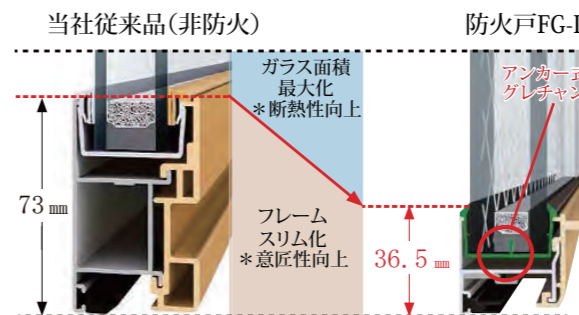 当社従来品(非防火)
防火戸FG-L
ガラス面積
最大化
*断熱性向上
アンカー式
グレチャン
73㎜
フレーム
スリム化
*意匠性向上
36.5㎜